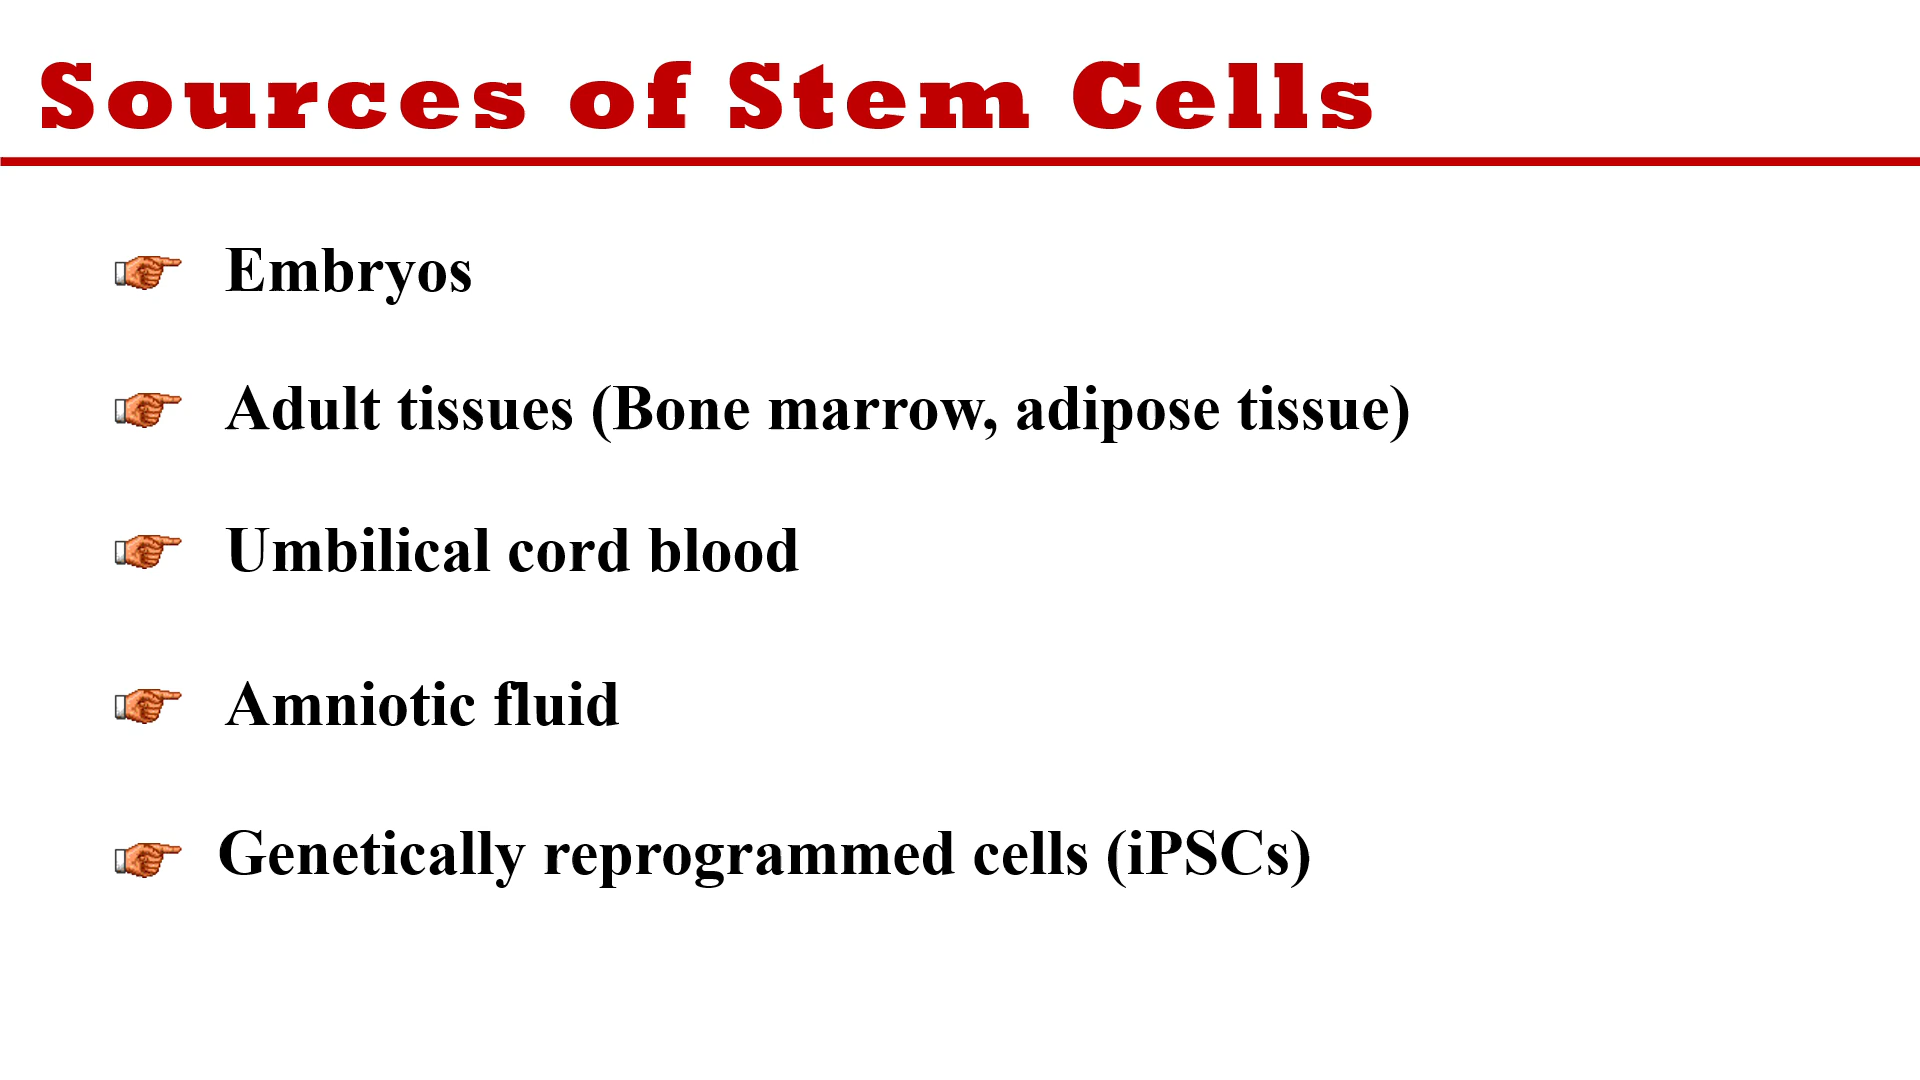 Sources of Stem Cells
Embryos
Adult tissues (Bone marrow, adipose tissue)
Umbilical cord blood
Amniotic fluid
Genetically reprogrammed cells (iPSCs)